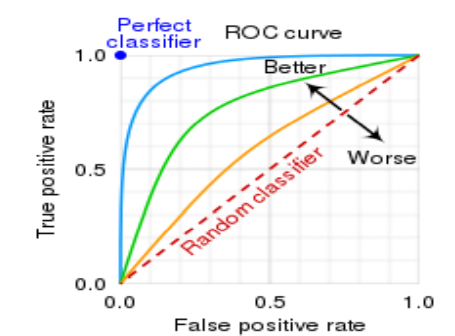 Perfect
classifier
ROC curve
1.0
Better
Worse
0.5
Random classifier
True positive rate
0.0
0.0 0.5 1.0
False positive rate